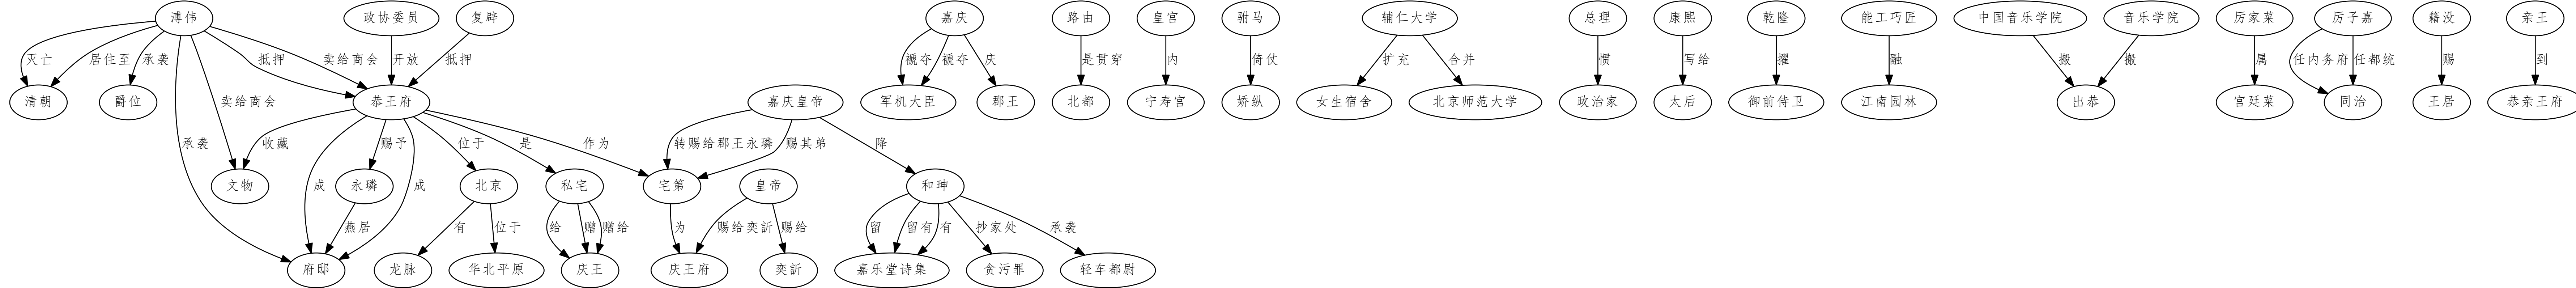 溥伟 政协委员 复辟 嘉庆 路由 皇宫 驸马 辅仁大学 总理 康熙 乾隆 能工巧匠 中国音乐学院 音乐学院 厉家菜 厉子嘉 籍没 亲王
灭亡 居住至 承袭 抵押 卖给商会 开放 抵押 褫夺 褫夺 庆 是贯穿 内 倚仗 扩充 合并 惯 写给 擢 融 搬 搬 属 任内务府 任都统 赐 到
清朝 爵位 恭王府 嘉庆皇帝 军机大臣 郡王 北都 宁寿宫 娇纵 女生宿舍 北京师范大学 政治家 太后 御前侍卫 江南园林 出恭 宫廷菜 同治 王居 恭亲王府
卖给商会
承袭 收藏 成 赐予 成 位于 是 作为 转赐给郡王永璘 赐其弟 降
文物 永璘 北京 私宅 宅第 皇帝 和珅
燕居 有 位于 给 赠 赠给 为 赐给奕訢 赐给 留 留有 有 抄家处 承袭
府邸 龙脉 华北平原 庆王 庆王府 奕訢 嘉乐堂诗集 贪污罪 轻车都尉